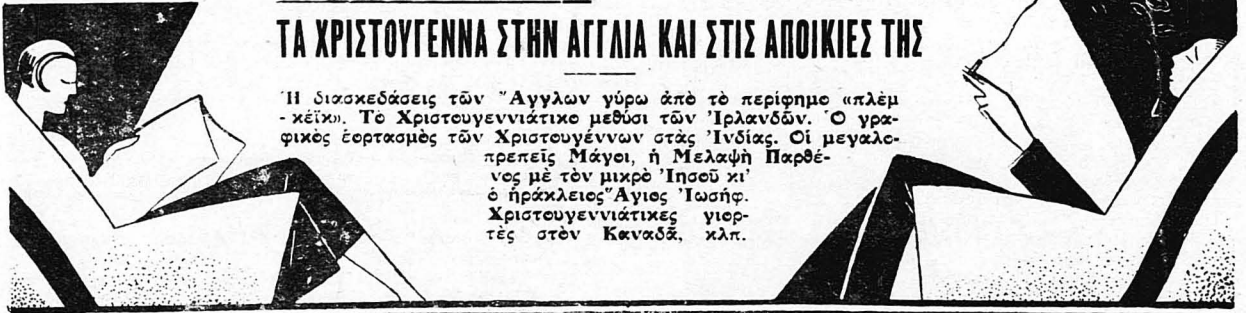 ΤΑ ΧΡΙΣΤΟΥΓΕΝΝΑ ΣΤΗΝ ΑΓΓΛΙΑ ΚΑΙ ΣΤΙΣ ΑΠΟΙΚΙΕΣ ΤΗΣ
Ἡ διασκεδάσεις τῶν Ἄγγλων γύρω ἀπὸ τὸ περίφημο «πλὲμ
- κέϊκ». Τὸ Χριστουγεννιάτικο μεθύσι τῶν Ἰρλανδῶν. Ὁ γρα-
φικὸς ἑορτασμὸς τῶν Χριστουγέννων στὰς Ἰνδίας. Οἱ μεγαλο-
πρεπεῖς Μάγοι, ἡ Μελαψὴ Παρθέ-
νος μὲ τὸν μικρὸ Ἰησοῦ κι'
ὁ ἡράκλειος Ἅγιος Ἰωσήφ.
Χριστουγεννιάτικες γιορ-
τὲς στὸν Καναδᾶ, κλπ.